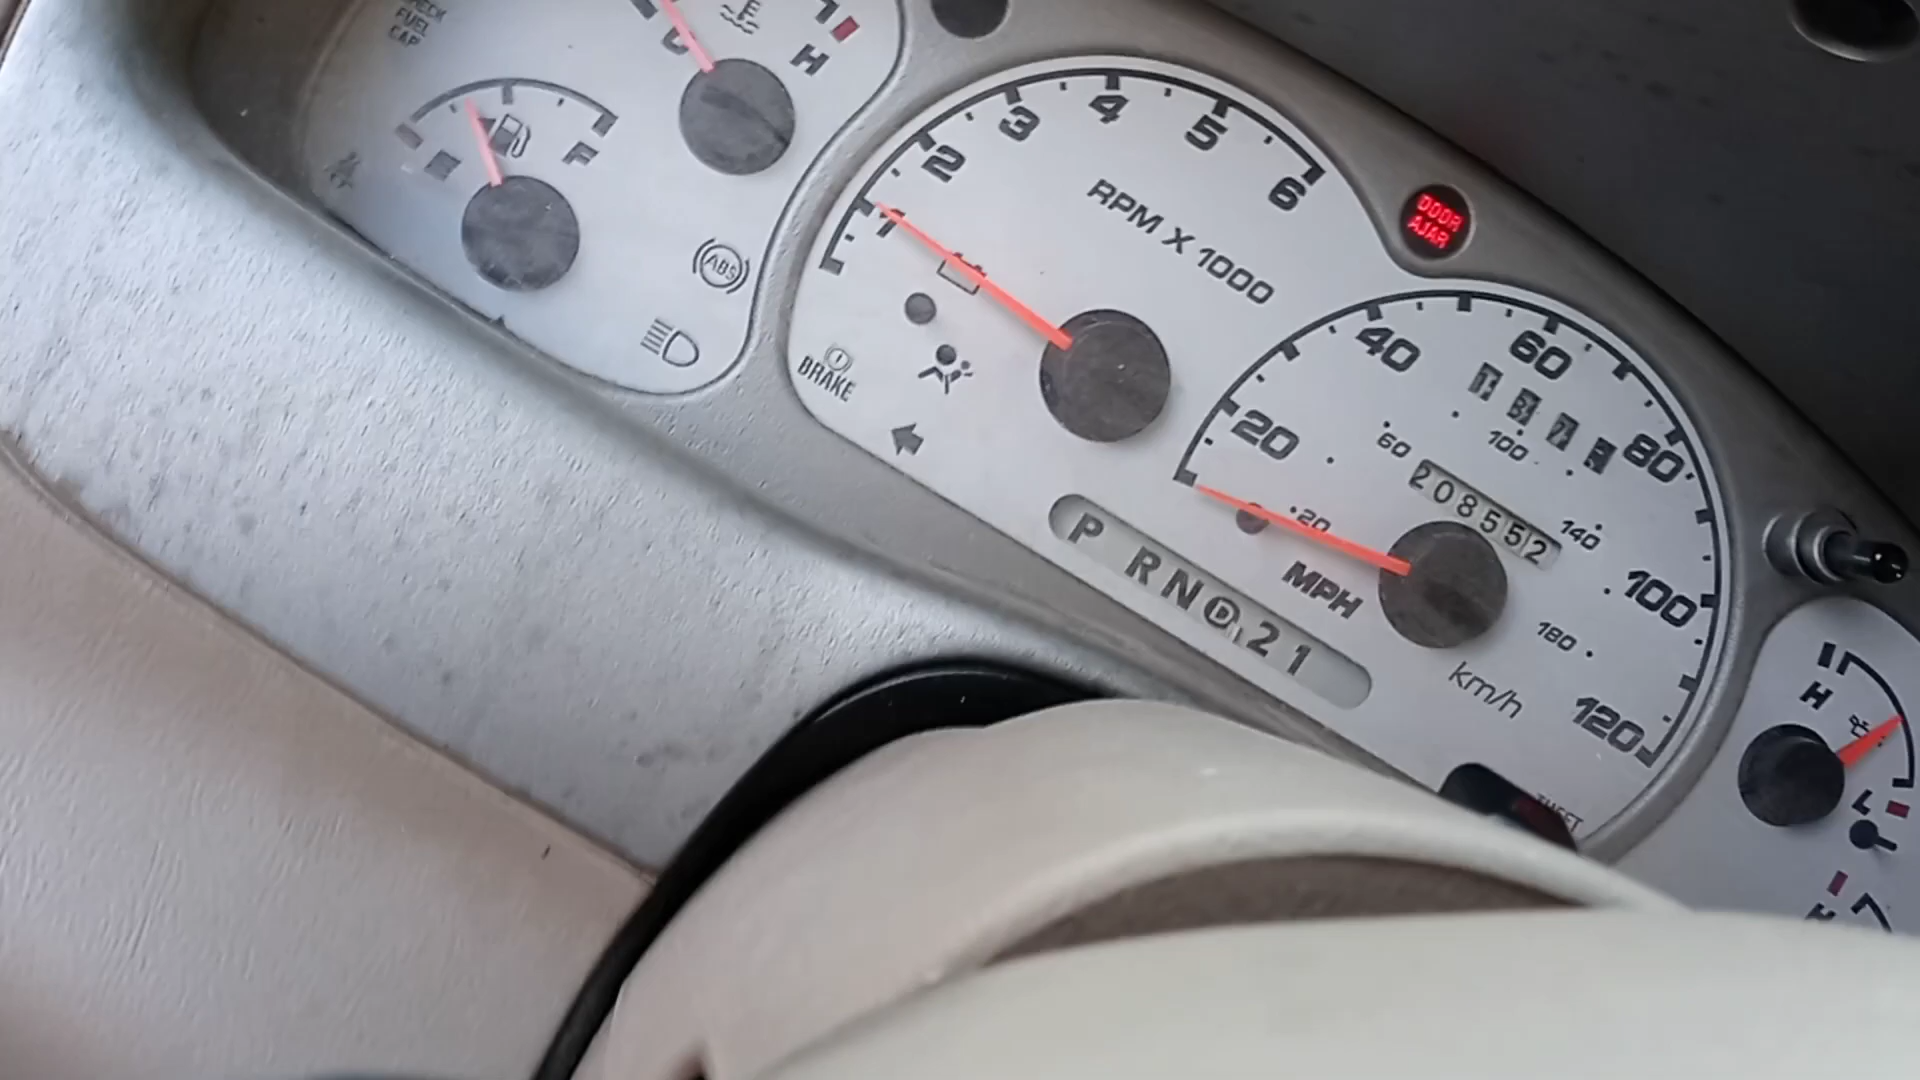 CHECK
FUEL
CAP
F
C
H
ABS
1
2
3
4
5
6
RPM X 1000
BRAKE
DOOR
AJAR
20
40
60
80
100
120
20
60
100
140
180
208552
MPH
km/h
P R N D 2 1
THEFT
H
L
H